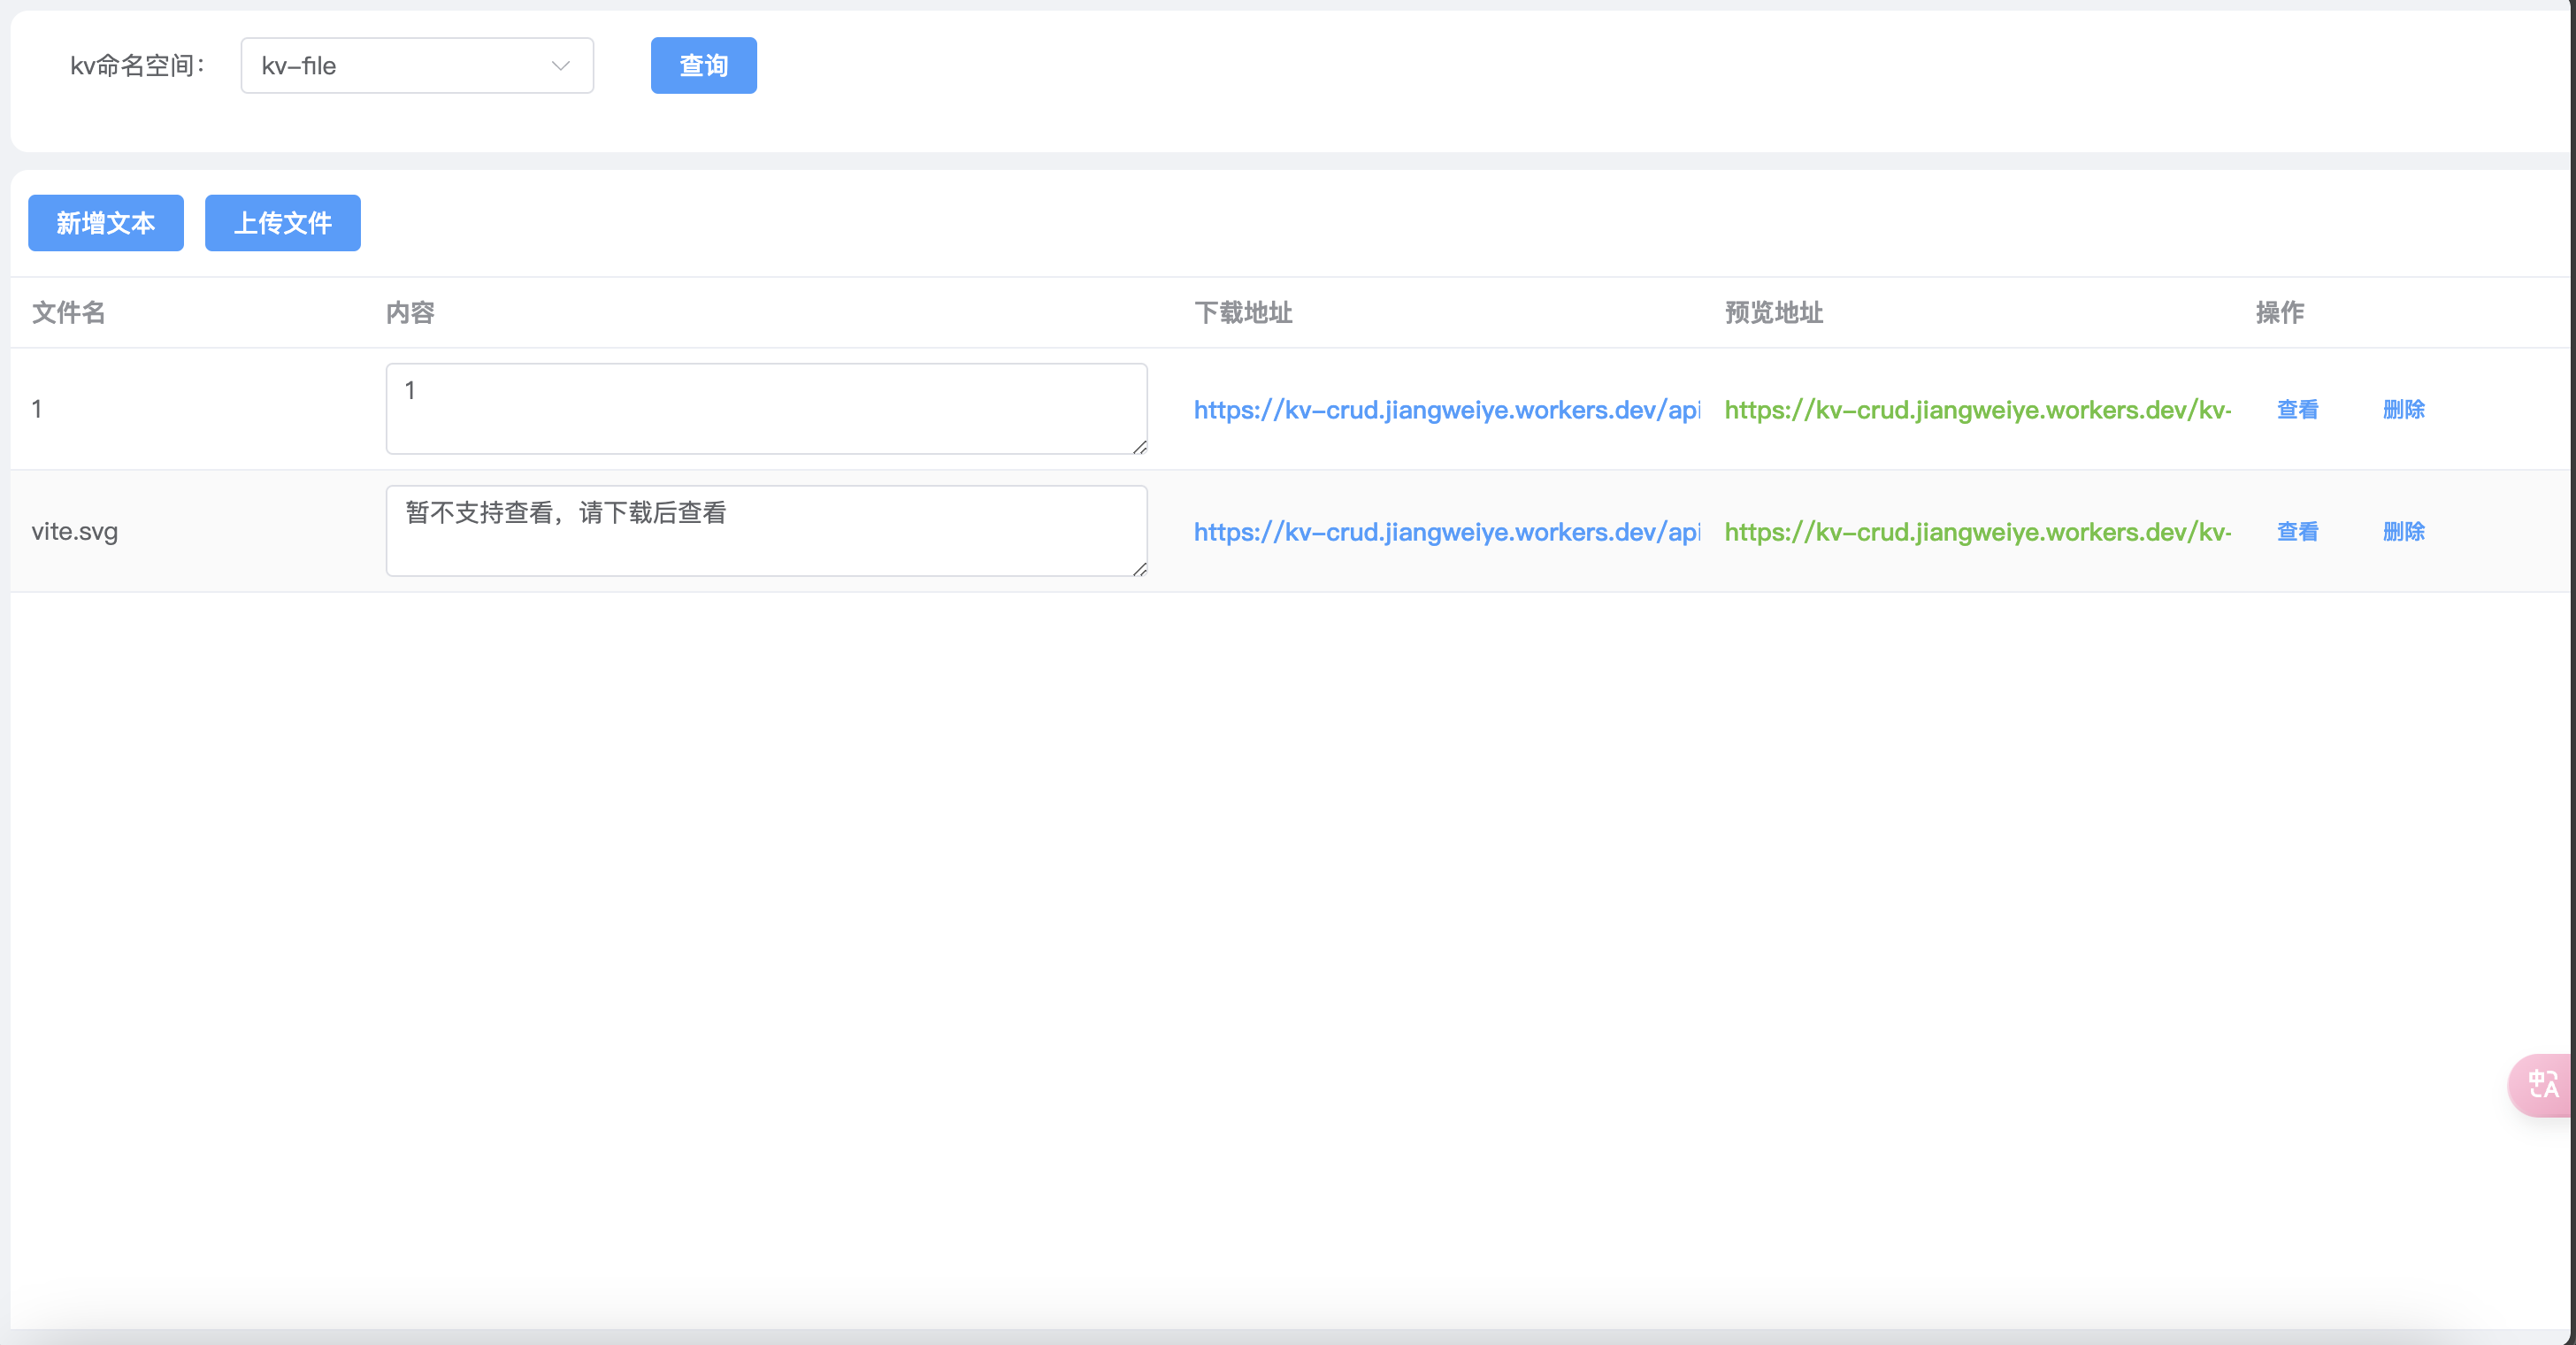 kv命名空间：
kv-file
查询
新增文本
上传文件
文件名 内容 下载地址 预览地址 操作
1 1 https://kv-crud.jiangweiye.workers.dev/api https://kv-crud.jiangweiye.workers.dev/kv- 查看 删除
vite.svg 暂不支持查看，请下载后查看 https://kv-crud.jiangweiye.workers.dev/api https://kv-crud.jiangweiye.workers.dev/kv- 查看 删除
中A